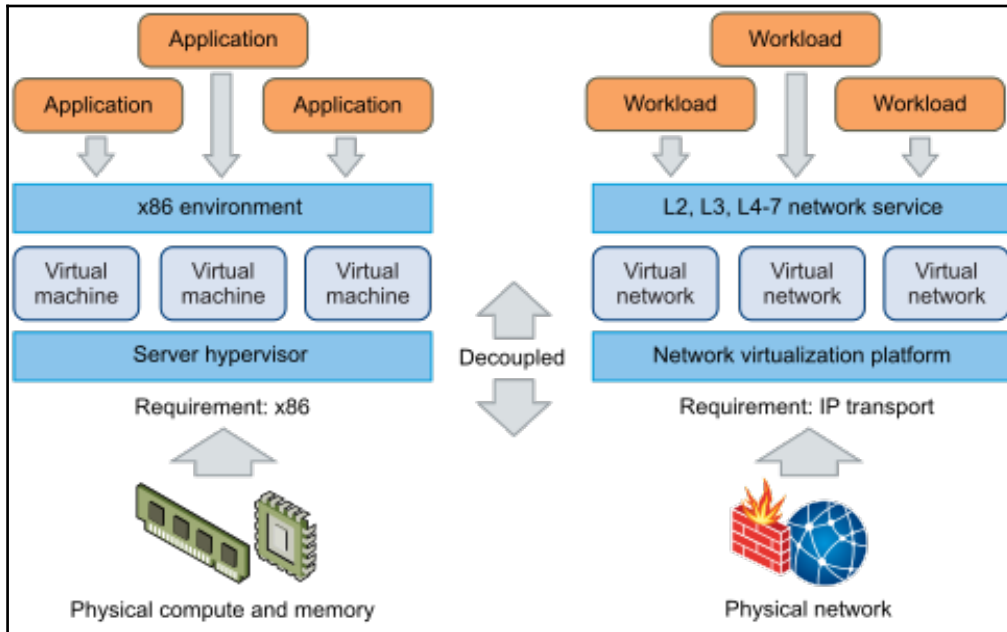 Application
Application
Application
x86 environment
Virtual
machine
Virtual
machine
Virtual
machine
Server hypervisor
Requirement: x86
Physical compute and memory
Decoupled
Workload
Workload
Workload
L2, L3, L4-7 network service
Virtual
network
Virtual
network
Virtual
network
Network virtualization platform
Requirement: IP transport
Physical network